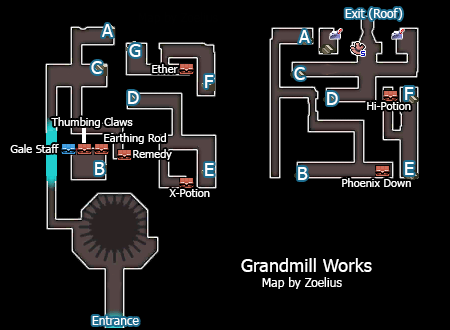 Exit (Roof)
A
A
G
C
Ether
F
C
D
D
F
Hi-Potion
Thumbing Claws
Earthing Rod
Gale Staff
Remedy
B
E
X-Potion
B
E
Phoenix Down
Grandmill Works
Map by Zoelius
Entrance